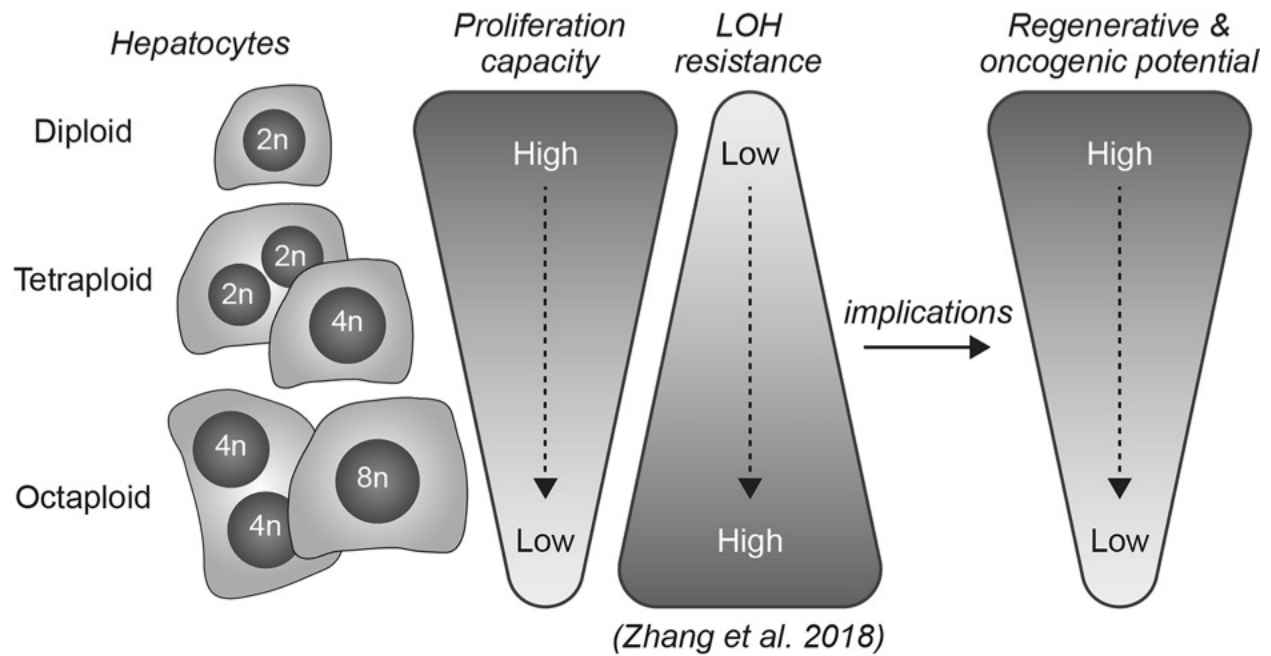 Hepatocytes
Proliferation
capacity
LOH
resistance
Regenerative &
oncogenic potential
Diploid
2n
High
Low
High
Tetraploid
2n
2n
4n
implications
Octaploid
4n
4n
8n
Low
High
Low
(Zhang et al. 2018)